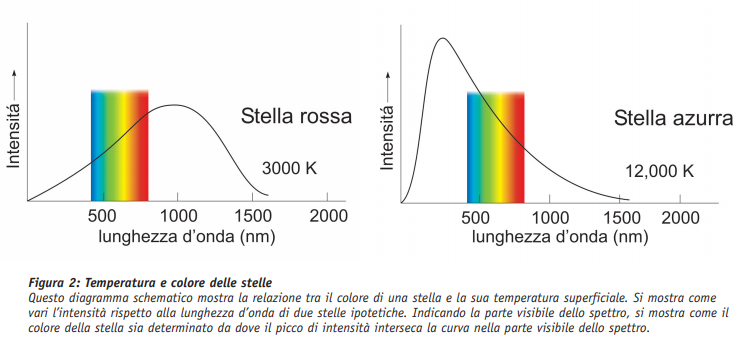 Intensitá
Stella rossa
3000 K
500 1000 1500 2000
lunghezza d’onda (nm)
Intensitá
Stella azurra
12,000 K
500 1000 1500 2000
lunghezza d’onda (nm)
Figura 2: Temperatura e colore delle stelle
Questo diagramma schematico mostra la relazione tra il colore di una stella e la sua temperatura superficiale. Si mostra come
vari l’intensità rispetto alla lunghezza d’onda di due stelle ipotetiche. Indicando la parte visibile dello spettro, si mostra come il
colore della stella sia determinato da dove il picco di intensità interseca la curva nella parte visibile dello spettro.